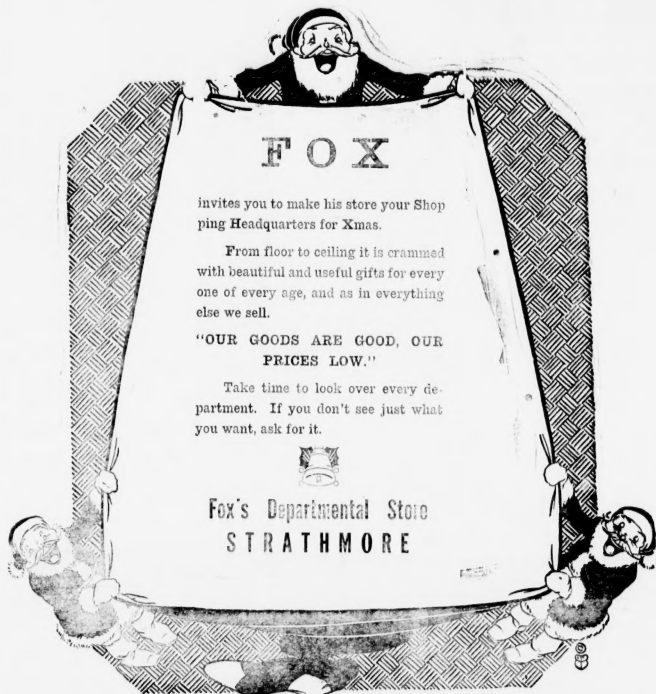 FOX
invites you to make his store your Shop
ping Headquarters for Xmas.
From floor to ceiling it is crammed
with beautiful and useful gifts for every
one of every age, and as in everything
else we sell.
"OUR GOODS ARE GOOD, OUR
PRICES LOW."
Take time to look over every de-
partment. If you don't see just what
you want, ask for it.
Fox's Departmental Store
STRATHMORE